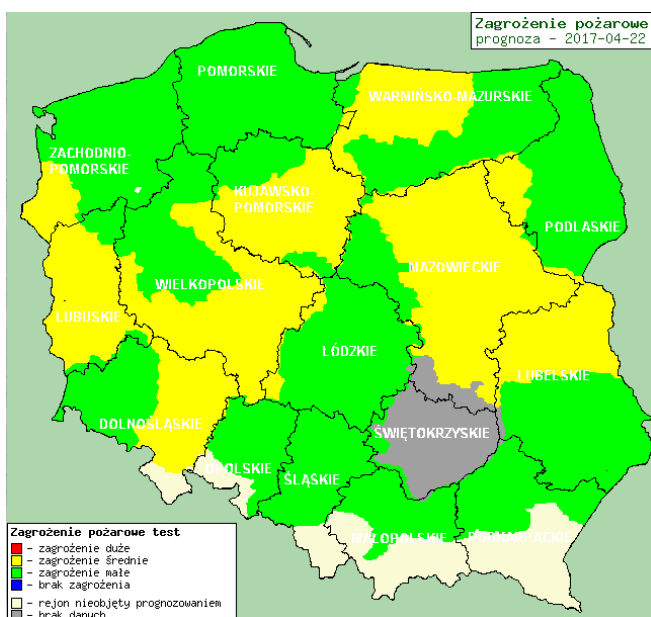 Zagrożenie pożarowe
prognoza - 2017-04-22
POMORSKIE
WARMIŃSKO-MAZURSKIE
ZACHODNIO-
POMORSKIE
KUJAWSKO-
POMORSKIE
PODLASKIE
MAZOWIECKIE
WIELKOPOLSKIE
LUBUSKIE
ŁÓDZKIE
LUBELSKIE
DOLNOŚLĄSKIE
ŚWIĘTOKRZYSKIE
OPOLSKIE
ŚLĄSKIE
MAŁOPOLSKIE
PODKARPACKIE
Zagrożenie pożarowe test
- zagrożenie duże
- zagrożenie średnie
- zagrożenie małe
- brak zagrożenia
- rejon nieobjęty prognozowaniem
- brak danych